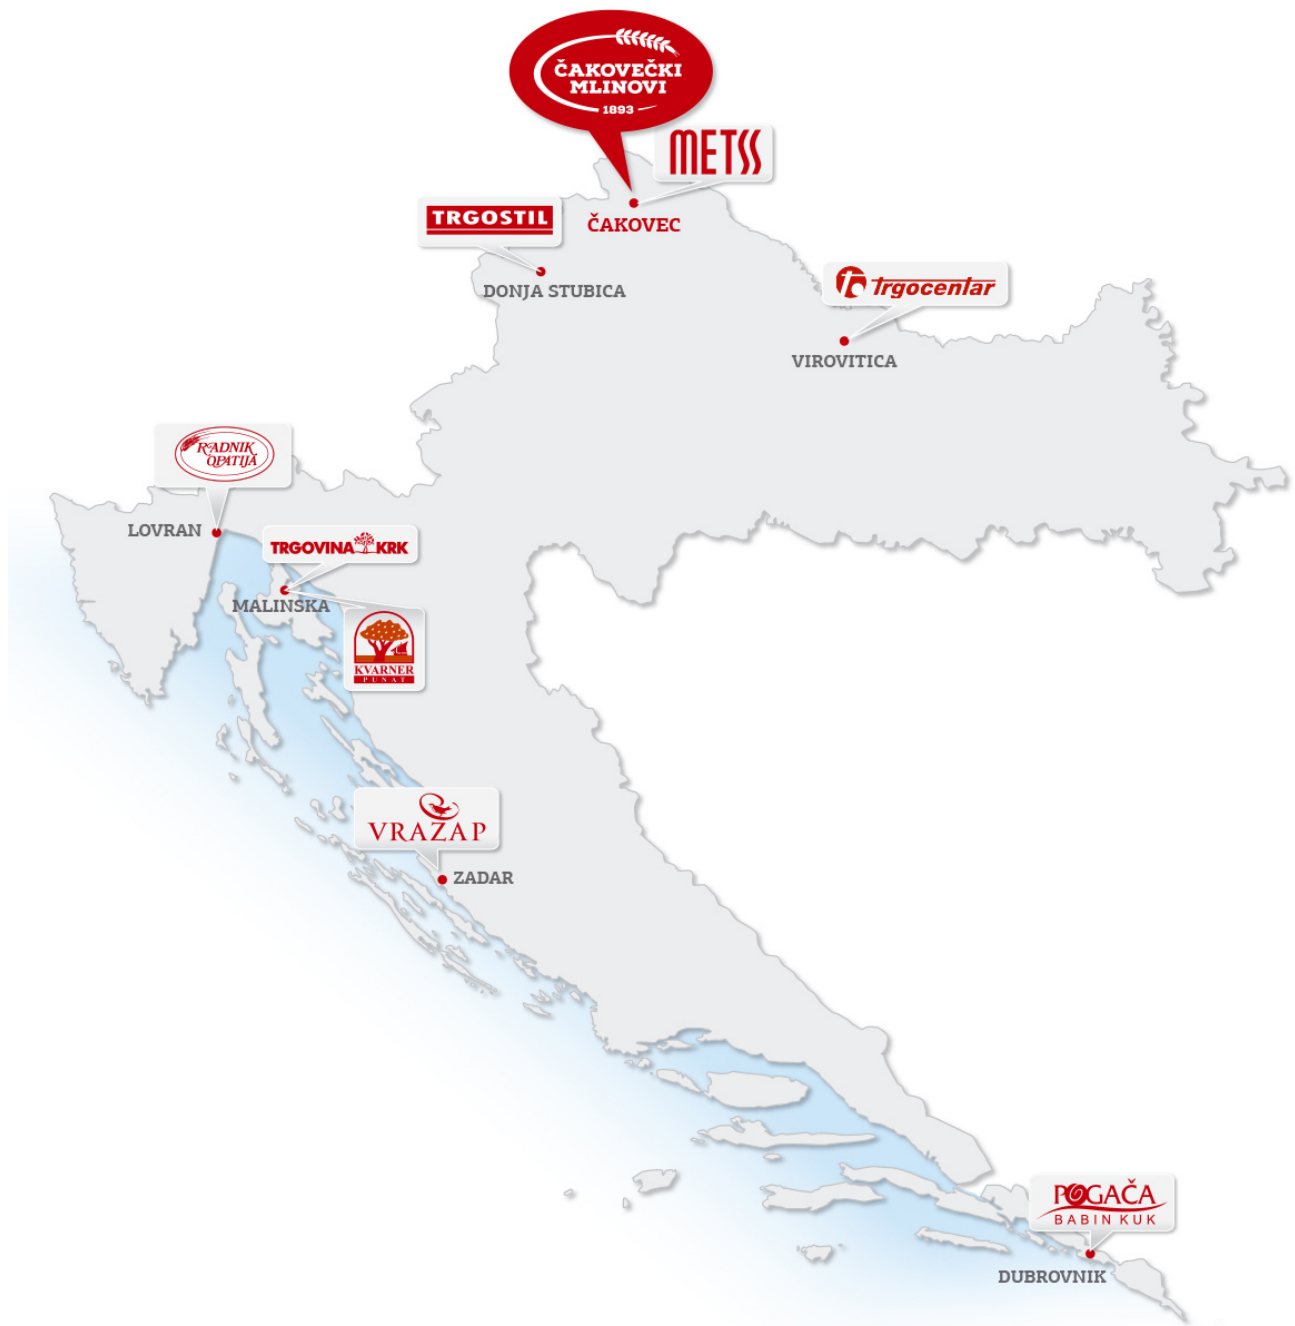 ČAKOVEČKI
MLINOVI
1893
METSS
TRGOSTIL
ČAKOVEC
DONJA STUBICA
Trgocentar
VIROVITICA
RADNIK
OPATIJA
LOVRAN
TRGOVINA KRK
MALINSKA
KVARNER
PUNAT
VRAZAP
ZADAR
POGAČA
BABIN KUK
DUBROVNIK